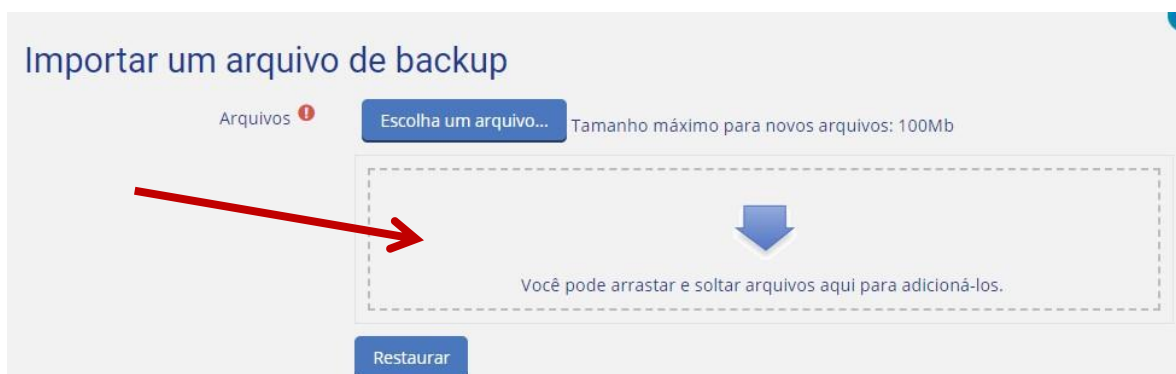 Importar um arquivo de backup
Arquivos
Escolha um arquivo... Tamanho máximo para novos arquivos: 100Mb
Você pode arrastar e soltar arquivos aqui para adicioná-los.
Restaurar